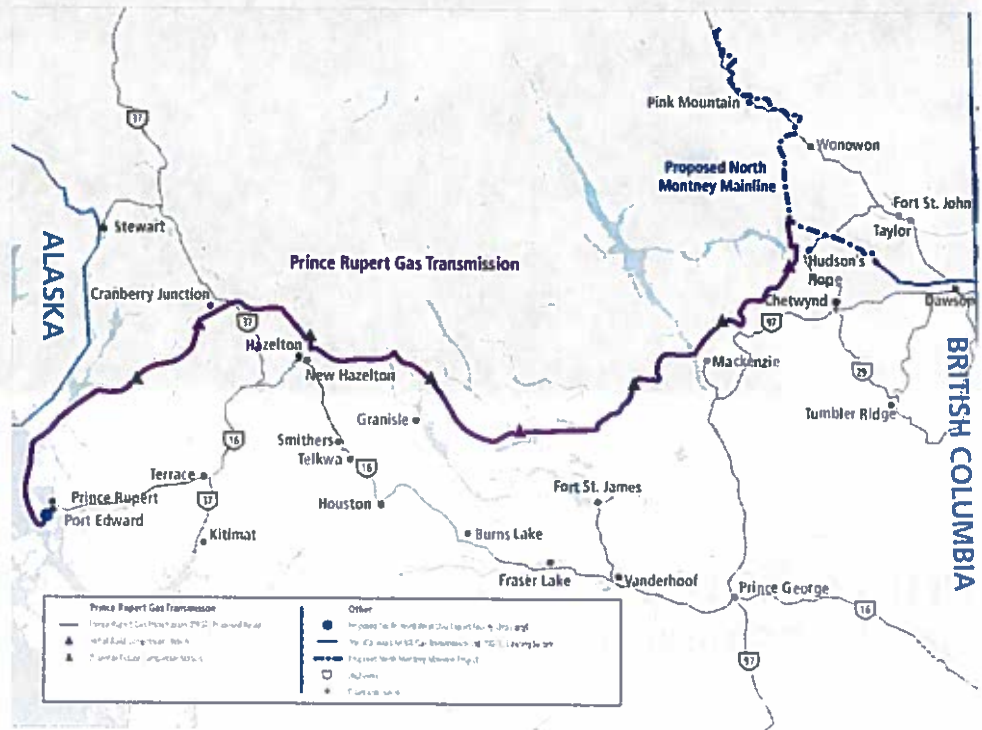 37
Pink Mountain
Wonowon
Proposed North
Montney Mainline
Fort St. John
Taylor
Stewart
ALASKA
Prince Rupert Gas Transmission
Hudson's
Hope
Cranberry Junction
Chetwynd
Dawson
37
97
Hazelton
New Hazelton
Mackenzie
BRITISH COLUMBIA
29
Granisle
Tumbler Ridge
16
Smithers
Telkwa
16
Terrace
37
Prince Rupert
Port Edward
Houston
Fort St. James
Kitimat
Burns Lake
Fraser Lake
Vanderhoof
Prince George
16
97
Prince Rupert Gas Transmission
Other